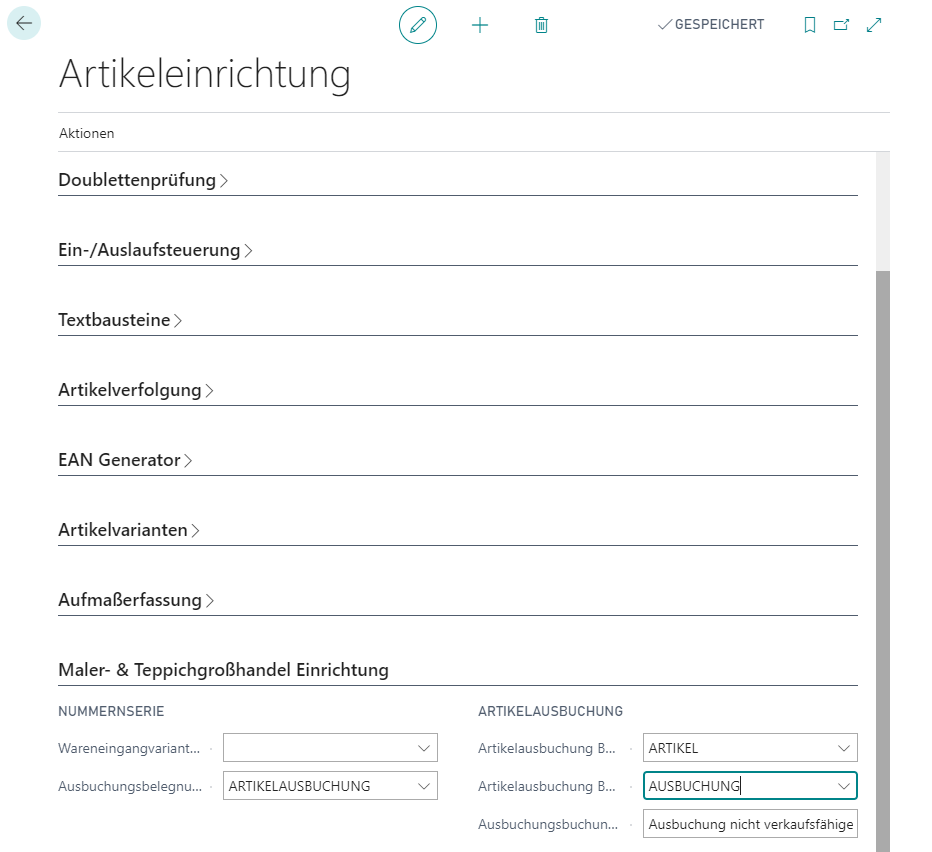 GESPEICHERT
Artikeleinrichtung
Aktionen
Doublettenprüfung
Ein-/Auslaufsteuerung
Textbausteine
Artikelverfolgung
EAN Generator
Artikelvarianten
Aufmaßerfassung
Maler- & Teppichgroßhandel Einrichtung
NUMMERNSERIE
Wareneingangvariant...
Ausbuchungsbelegnu... ARTIKELAUSBUCHUNG
ARTIKELAUSBUCHUNG
Artikelausbuchung B... ARTIKEL
Artikelausbuchung B... AUSBUCHUNG
Ausbuchungsbuchun... Ausbuchung nicht verkaufsfähige